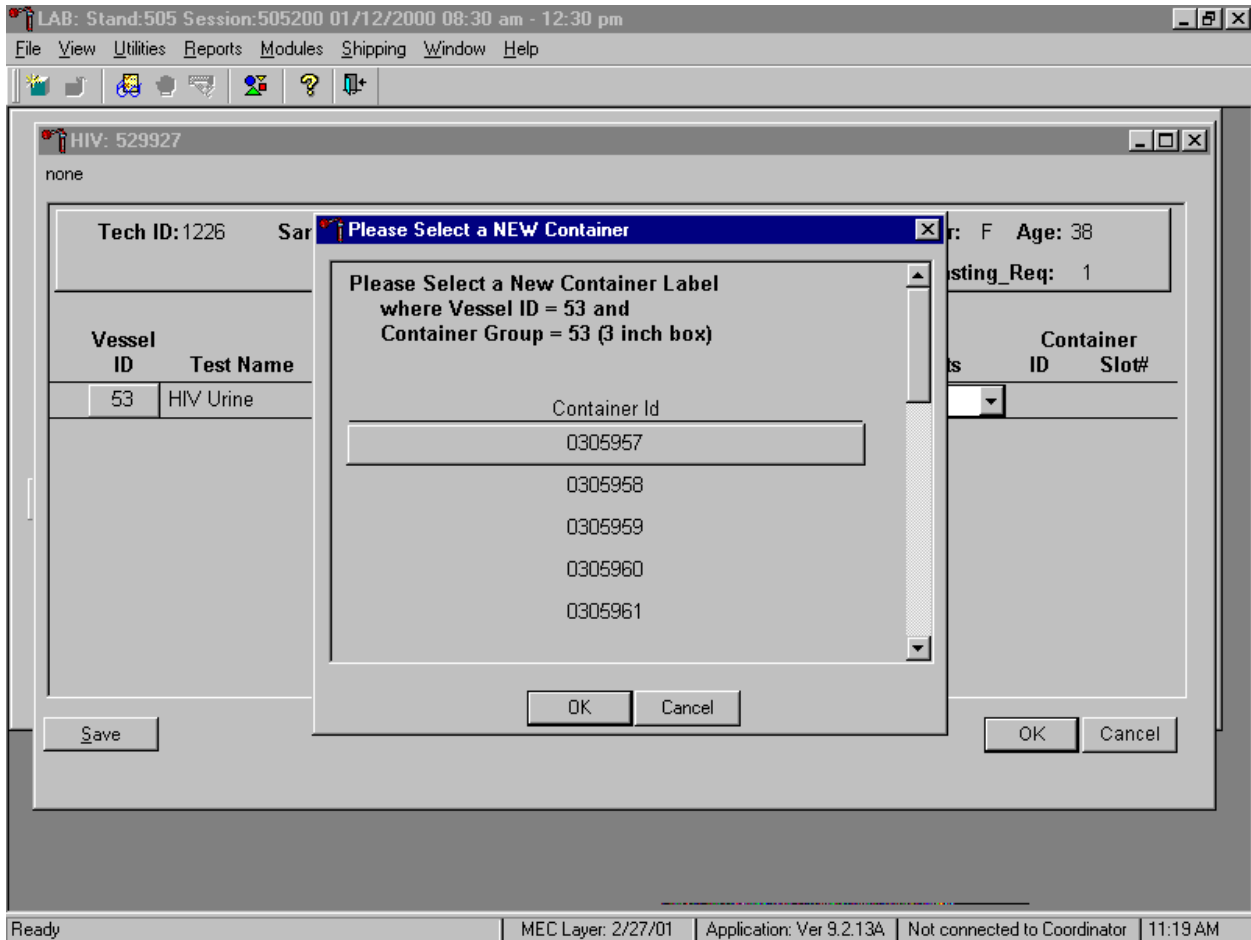 LAB: Stand:505 Session:505200 01/12/2000 08:30 am - 12:30 pm
File View Utilities Reports Modules Shipping Window Help
HIV: 529927
none
Tech ID: 1226
F Age: 38
1
Vessel
ID Test Name
Container
ID Slot#
53 HIV Urine
Please Select a NEW Container
Please Select a New Container Label
where Vessel ID = 53 and
Container Group = 53 (3 inch box)
Container Id
0305957
0305958
0305959
0305960
0305961
OK Cancel
Save OK Cancel
Ready MEC Layer: 2/27/01 Application: Ver 9.2.13A Not connected to Coordinator 11:19 AM